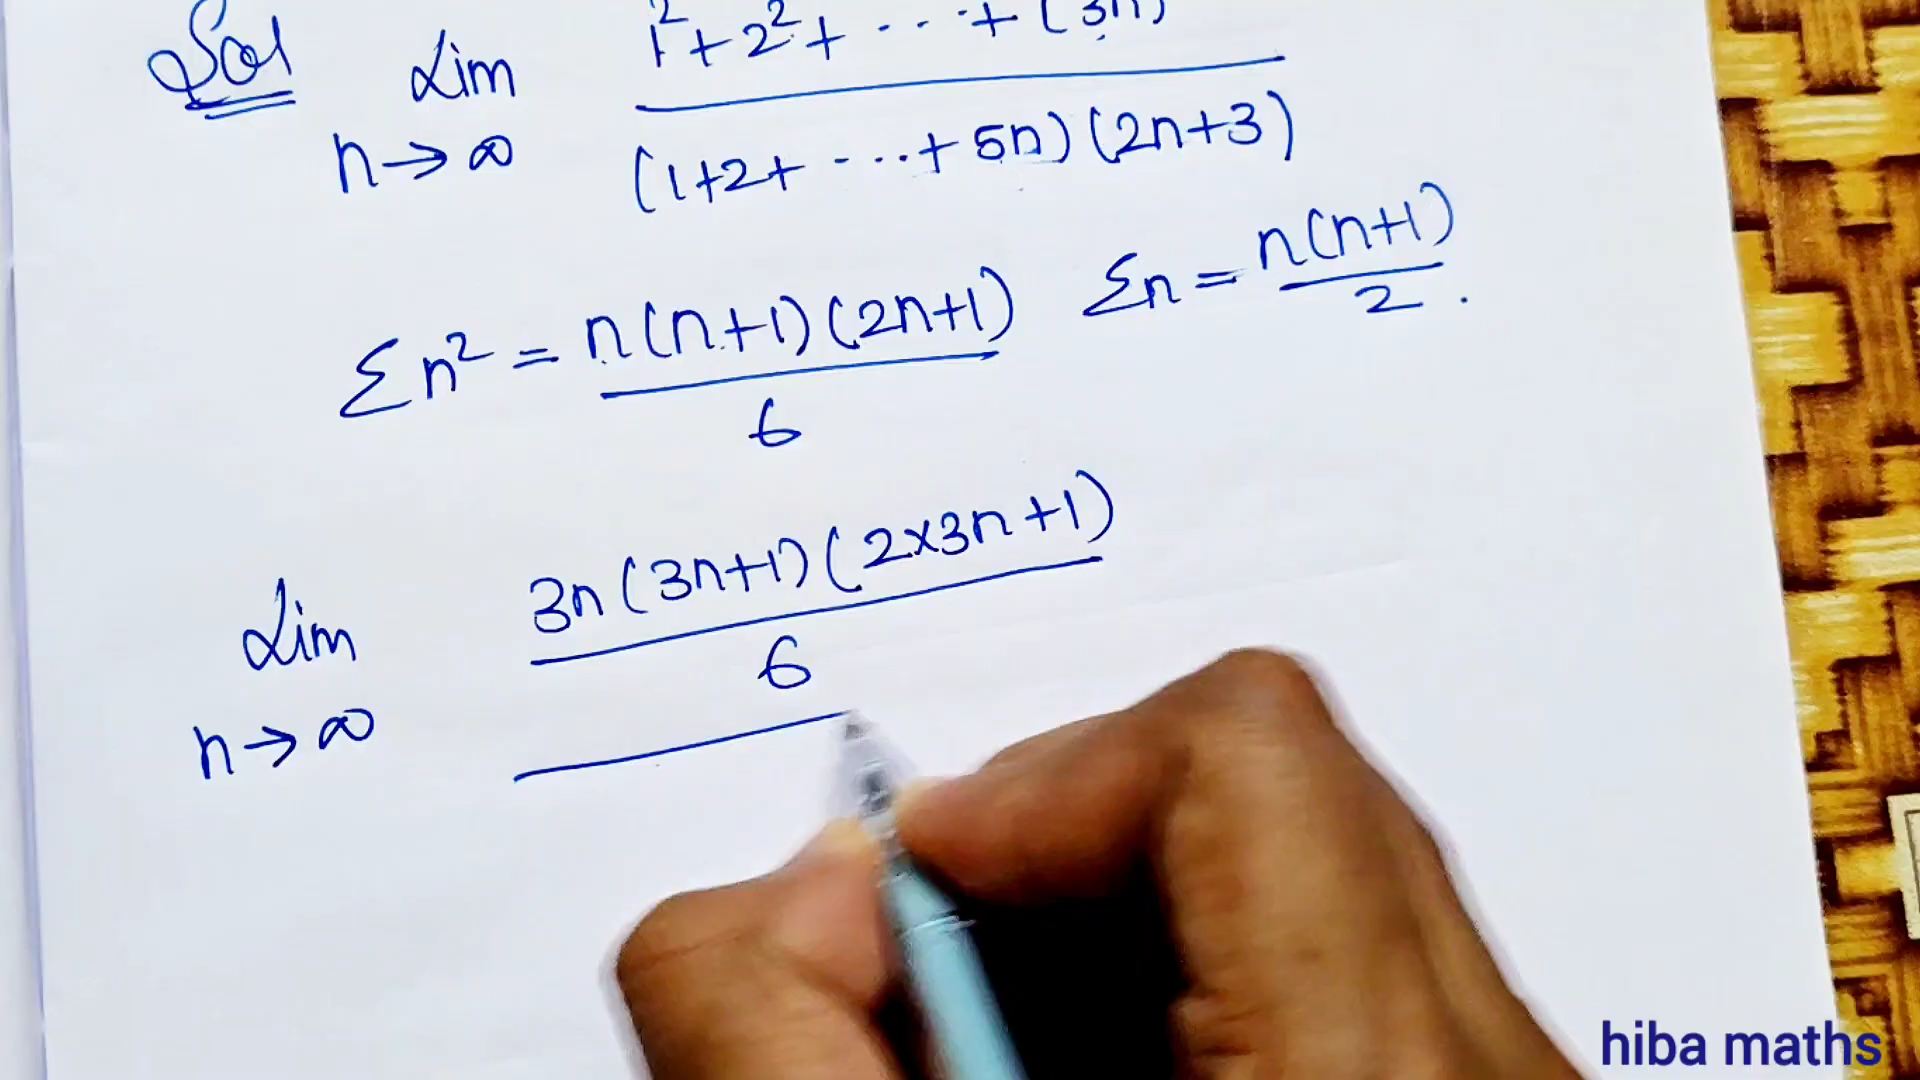 Sol Lim 1²+2²+ ---+(3n)
n→∞ (1+2+ ---+5n)(2n+3)
Σn² = n(n+1)(2n+1) Σn = n(n+1)
6 2 .
Lim 3n(3n+1)(2×3n+1)
n→∞ 6
hiba maths